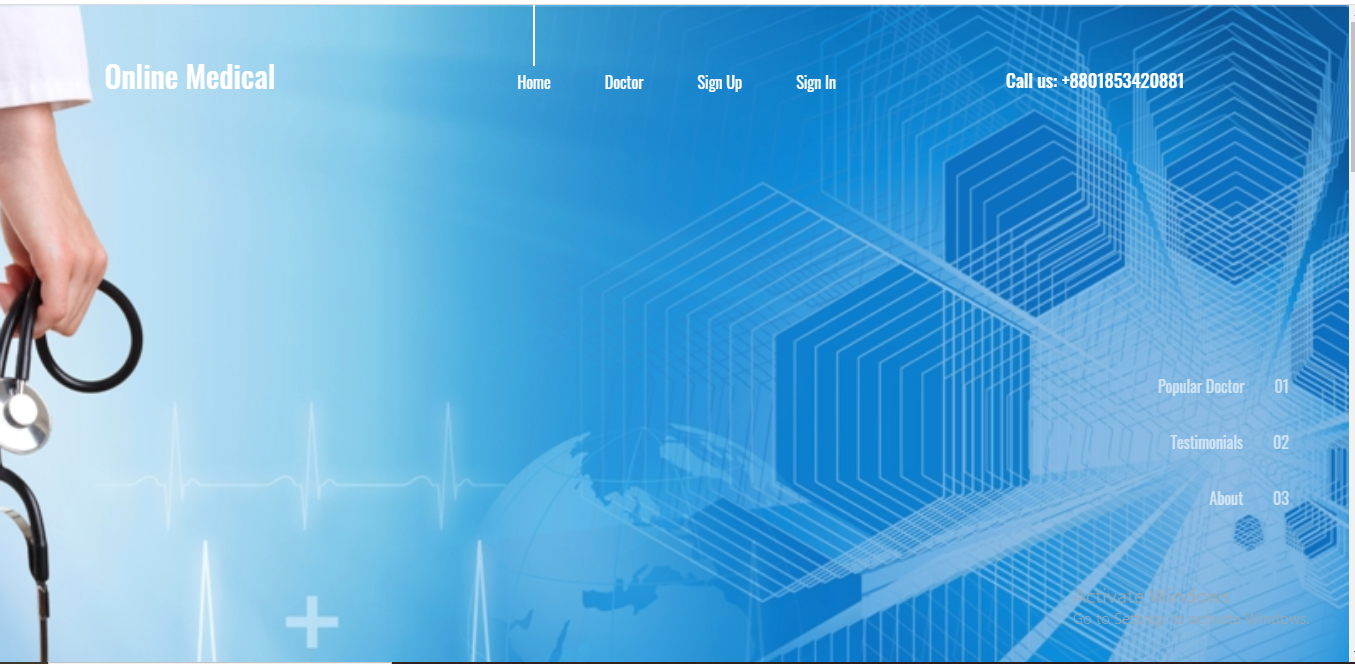 Online Medical
Home Doctor Sign Up Sign In
Call us: +8801853420881
Popular Doctor 01
Testimonials 02
About 03
Activate Windows
Go to Settings to activate Windows.